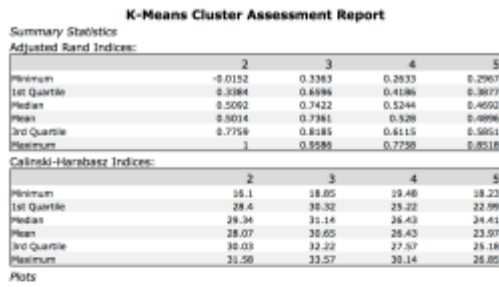 K-Means Cluster Assessment Report
Summary Statistics
Adjusted Rand Indices:
2 3 4 5
Minimum -0.0152 0.3363 0.2633 0.2967
1st Quartile 0.3384 0.6596 0.4186 0.3877
Median 0.5092 0.7422 0.5244 0.4692
Mean 0.5014 0.7361 0.528 0.4896
3rd Quartile 0.7759 0.8185 0.6115 0.5851
Maximum 1 0.9586 0.7758 0.8518
Calinski-Harabasz Indices:
2 3 4 5
Minimum 16.1 18.85 19.48 18.23
1st Quartile 28.4 30.32 25.22 22.99
Median 29.34 31.14 26.43 24.41
Mean 28.07 30.65 26.43 23.97
3rd Quartile 30.03 32.22 27.57 25.18
Maximum 31.58 33.57 30.14 26.85
Plots